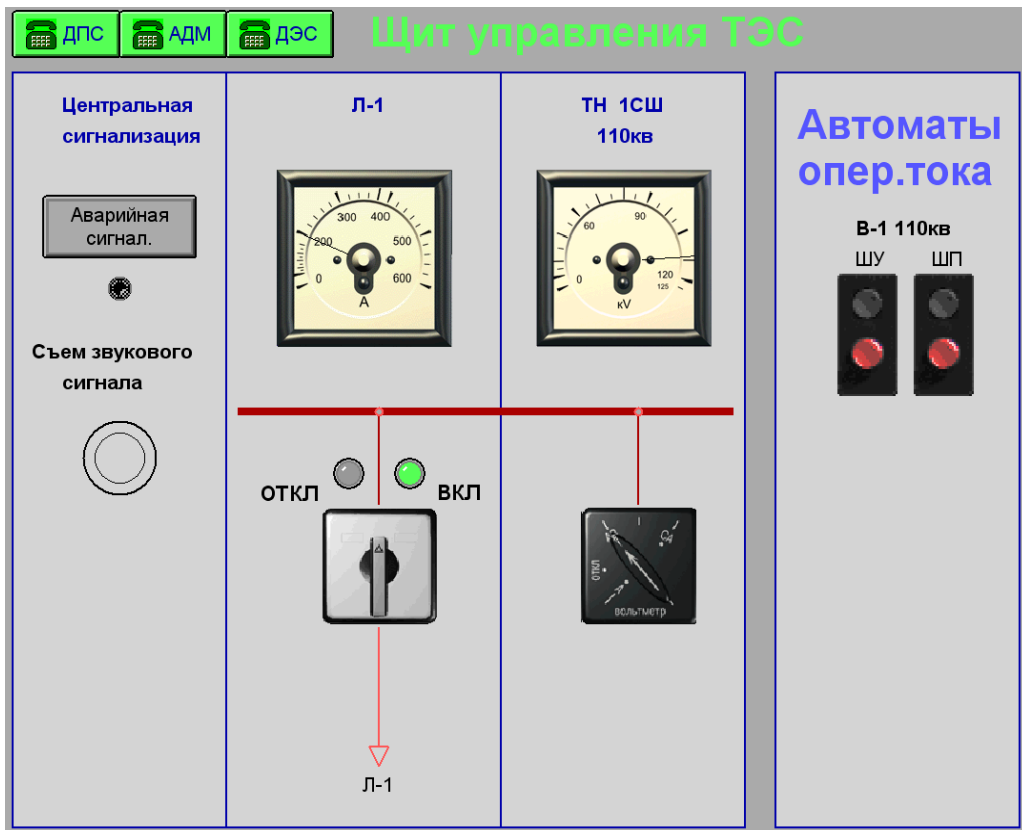 ДПС
АДМ
ДЭС
Щит управления ТЭС
Центральная
сигнализация
Аварийная
сигнал.
Съем звукового
сигнала
Л-1
0
200
300
400
500
600
A
ТН 1СШ
110кв
0
60
90
120
125
кV
ОТКЛ
ВКЛ
Л-1
откл
вольтметр
Автоматы
опер.тока
В-1 110кв
ШУ
ШП